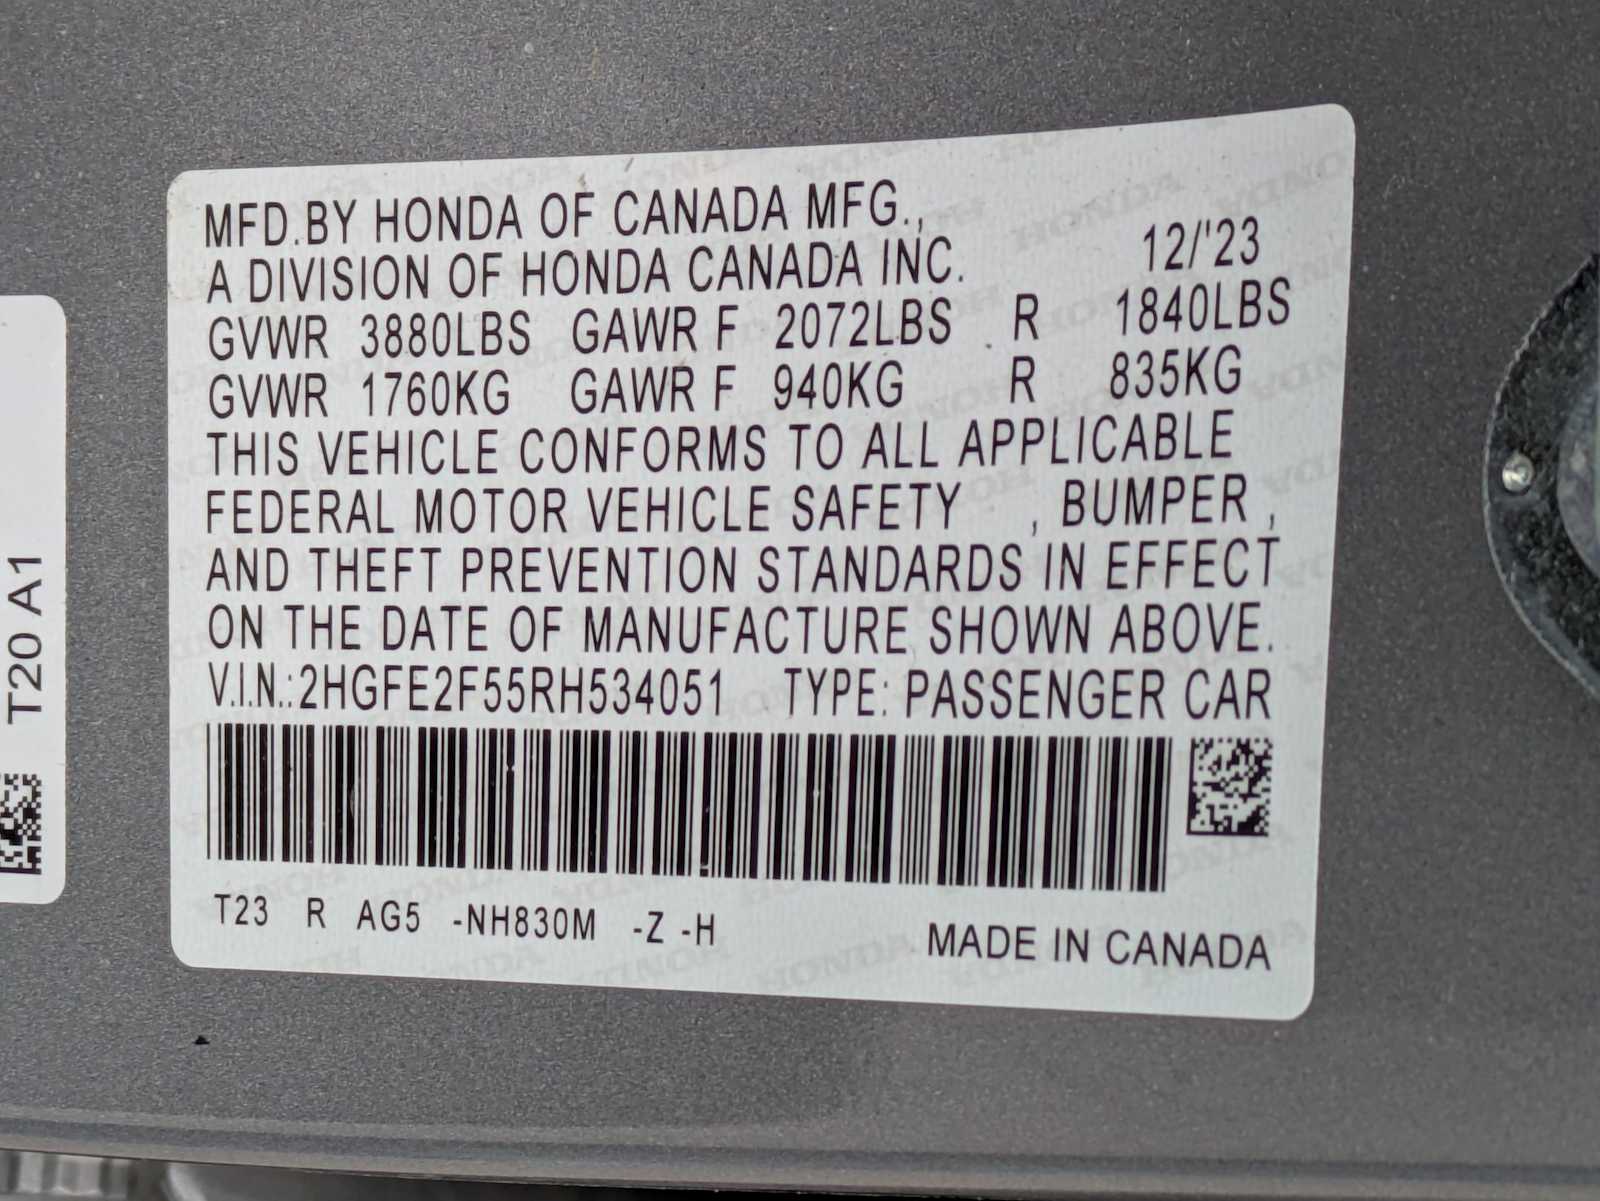 MFD.BY HONDA OF CANADA MFG.,
A DIVISION OF HONDA CANADA INC. 12/'23
GVWR 3880LBS GAWR F 2072LBS R 1840LBS
GVWR 1760KG GAWR F 940KG R 835KG
THIS VEHICLE CONFORMS TO ALL APPLICABLE
FEDERAL MOTOR VEHICLE SAFETY , BUMPER ,
AND THEFT PREVENTION STANDARDS IN EFFECT
ON THE DATE OF MANUFACTURE SHOWN ABOVE.
V.I.N.:2HGFE2F55RH534051 TYPE: PASSENGER CAR
T23 R AG5 -NH830M -Z -H
MADE IN CANADA
T20 A1